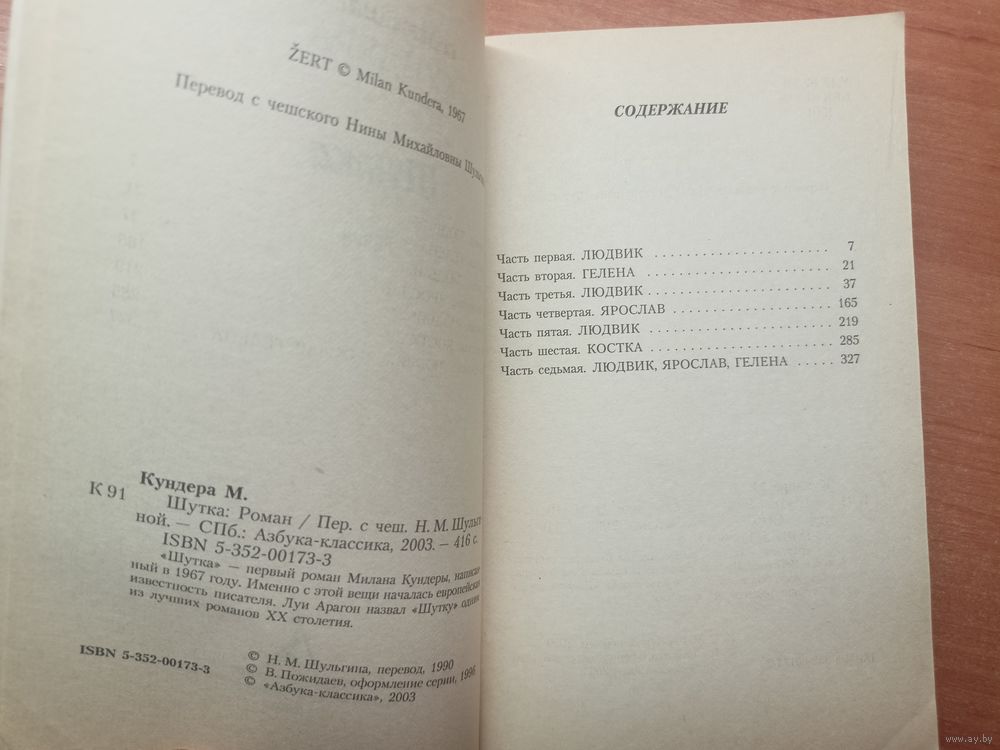 ŽERT © Milan Kundera, 1967
Перевод с чешского Нины Михайловны
Кундера М.
К 91
Шутка: Роман / Пер. с чеш. Н. М. Шульг
ной. — СПб.: Азбука-классика, 2003. — 416 с.
ISBN 5-352-00173-3
«Шутка» — первый роман Милана Кундеры, написан
ный в 1967 году. Именно с этой вещи началась европейская
известность писателя. Луи Арагон назвал «Шутку» одним
из лучших романов XX столетия.
ISBN 5-352-00173-3
© Н. М. Шульгина, перевод, 1990
© В. Пожидаев, оформление серии, 1996
© «Азбука-классика», 2003
СОДЕРЖАНИЕ
Часть первая. ЛЮДВИК . . . . . . . . . . . . . . . . . . . . . . 7
Часть вторая. ГЕЛЕНА . . . . . . . . . . . . . . . . . . . . . . 21
Часть третья. ЛЮДВИК . . . . . . . . . . . . . . . . . . . . . . 37
Часть четвертая. ЯРОСЛАВ . . . . . . . . . . . . . . . . . . . 165
Часть пятая. ЛЮДВИК . . . . . . . . . . . . . . . . . . . . . . 219
Часть шестая. КОСТКА . . . . . . . . . . . . . . . . . . . . . . 285
Часть седьмая. ЛЮДВИК, ЯРОСЛАВ, ГЕЛЕНА . . . . . 327
www.ay.by